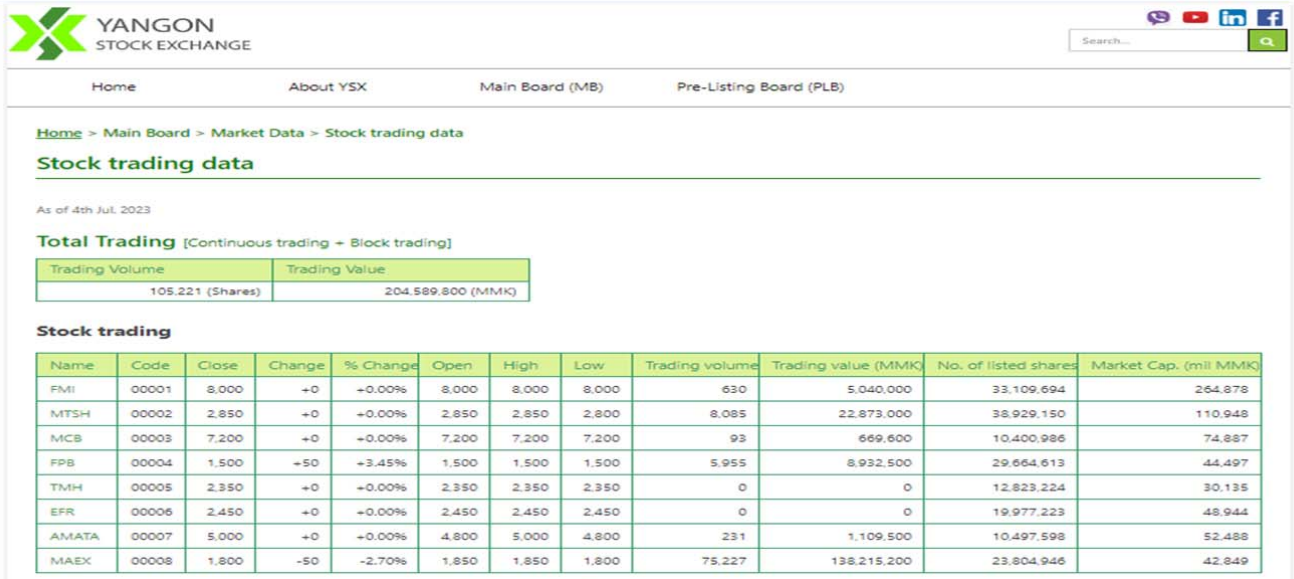 YANGON
STOCK EXCHANGE
Search...
Home About YSX Main Board (MB) Pre-Listing Board (PLB)
Home > Main Board > Market Data > Stock trading data
Stock trading data
As of 4th Jul, 2023
Total Trading [Continuous trading + Block trading]
Trading Volume Trading Value
105,221 (Shares) 204,589,800 (MMK)
Stock trading
Name Code Close Change % Change Open High Low Trading volume Trading value (MMK) No. of listed shares Market Cap. (mil MMK)
FMI 00001 8,000 +0 +0.00% 8,000 8,000 8,000 630 5,040,000 33,109,694 264,878
MTSH 00002 2,850 +0 +0.00% 2,850 2,850 2,800 8,085 22,873,000 38,929,150 110,948
MCB 00003 7,200 +0 +0.00% 7,200 7,200 7,200 93 669,600 10,400,986 74,887
FPB 00004 1,500 +50 +3.45% 1,500 1,500 1,500 5,955 8,932,500 29,664,613 44,497
TMH 00005 2,350 +0 +0.00% 2,350 2,350 2,350 0 0 12,823,224 30,135
EFR 00006 2,450 +0 +0.00% 2,450 2,450 2,450 0 0 19,977,223 48,944
AMATA 00007 5,000 +0 +0.00% 4,800 5,000 4,800 231 1,109,500 10,497,598 52,488
MAEX 00008 1,800 -50 -2.70% 1,850 1,850 1,800 75,227 138,215,200 23,804,946 42,849